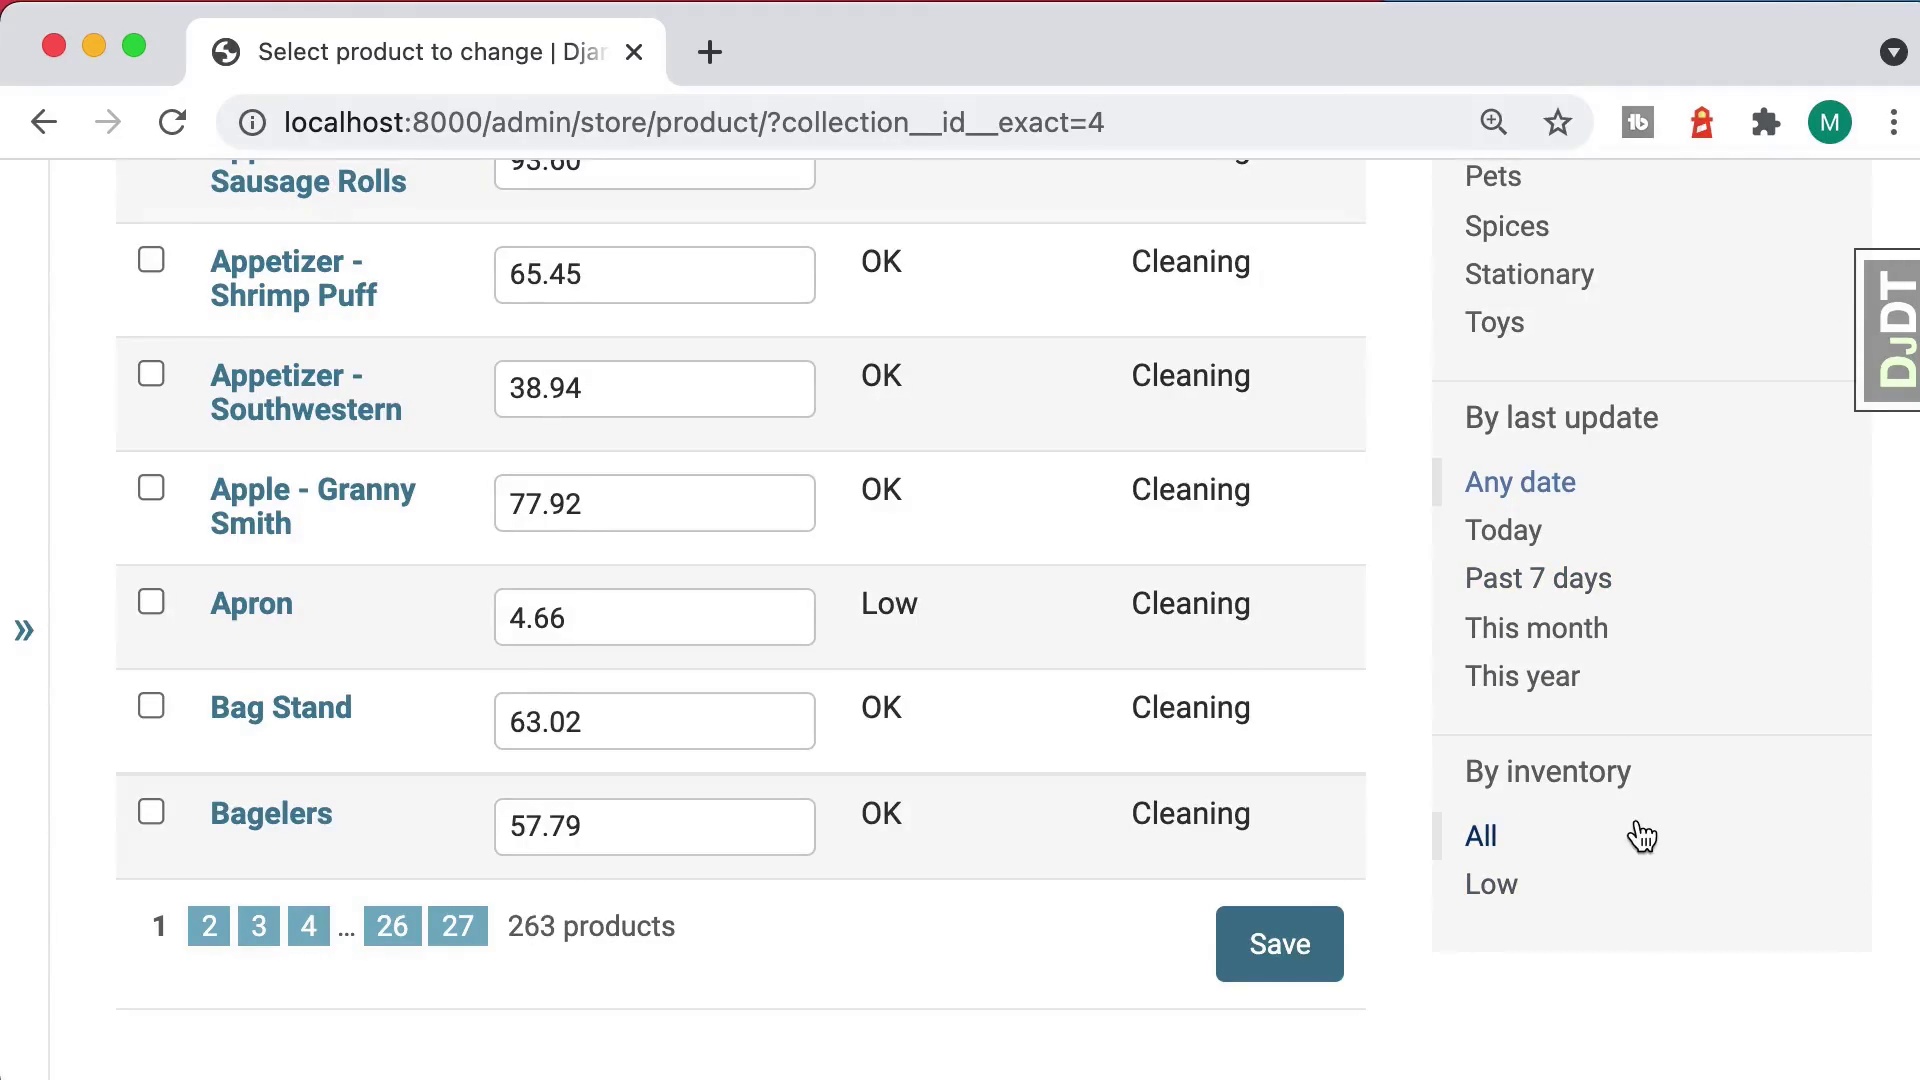 Select product to change | Djan
localhost:8000/admin/store/product/?collection__id__exact=4
M
Sausage Rolls
93.60
Appetizer -
Shrimp Puff
65.45
OK
Cleaning
Appetizer -
Southwestern
38.94
OK
Cleaning
Apple - Granny
Smith
77.92
OK
Cleaning
Apron
4.66
Low
Cleaning
Bag Stand
63.02
OK
Cleaning
Bagelers
57.79
OK
Cleaning
1 2 3 4 ... 26 27 263 products
Save
Pets
Spices
Stationary
Toys
By last update
Any date
Today
Past 7 days
This month
This year
By inventory
All
Low
DJDT